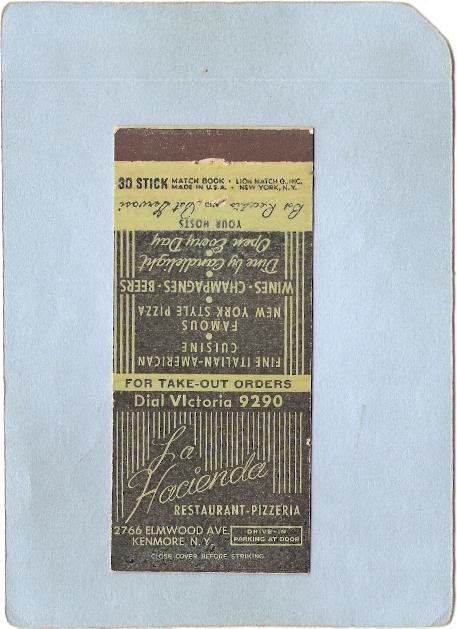 30 STICK MATCH BOOK • LION MATCH CO., INC.
MADE IN U.S.A. • NEW YORK, N.Y.
FINE ITALIAN-AMERICAN
CUISINE
FAMOUS
NEW YORK STYLE PIZZA
WINES - CHAMPAGNES - BEERS
Dine by Candlelight
Open Every Day
YOUR HOSTS
and Pat
FOR TAKE-OUT ORDERS
Dial VIctoria 9290
La
Hacienda
RESTAURANT-PIZZERIA
2766 ELMWOOD AVE.
KENMORE, N.Y.
DRIVE-IN
PARKING AT DOOR
CLOSE COVER BEFORE STRIKING